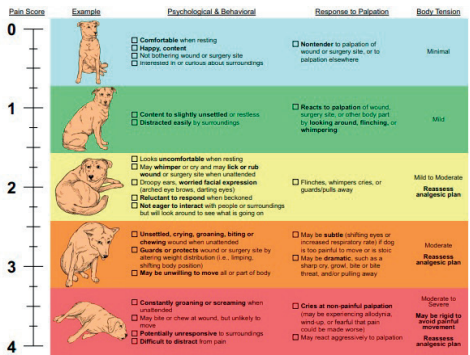 Pain Score Example Psychological & Behavioral Response to Palpation Body Tension
0
☐ Comfortable when resting
☐ Happy, content
☐ Not bothering wound or surgery site
☐ Interested in or curious about surroundings
☐ Nontender to palpation of
wound or surgery site, or to
palpation elsewhere
Minimal
1
☐ Content to slightly unsettled or restless
☐ Distracted easily by surroundings
☐ Reacts to palpation of wound,
surgery site, or other body part
by looking around, flinching, or
whimpering
Mild
2
☐ Looks uncomfortable when resting
☐ May whimper or cry and may lick or rub
wound or surgery site when unattended
☐ Droopy ears, worried facial expression
(arched eye brows, darting eyes)
☐ Reluctant to respond when beckoned
☐ Not eager to interact with people or surroundings
but will look around to see what is going on
☐ Flinches, whimpers cries, or
guards/pulls away
Mild to Moderate
Reassess
analgesic plan
3
☐ Unsettled, crying, groaning, biting or
chewing wound when unattended
☐ Guards or protects wound or surgery site by
altering weight distribution (i.e., limping,
shifting body position)
☐ May be unwilling to move all or part of body
☐ May be subtle (shifting eyes or
increased respiratory rate) if dog
is too painful to move or is stoic
☐ May be dramatic, such as a
sharp cry, growl, bite or bite
threat, and/or pulling away
Moderate
Reassess
analgesic plan
4
☐ Constantly groaning or screaming when
unattended
☐ May bite or chew at wound, but unlikely to
move
☐ Potentially unresponsive to surroundings
☐ Difficult to distract from pain
☐ Cries at non-painful palpation
(may be experiencing allodynia,
wind-up, or fearful that pain
could be made worse)
☐ May react aggressively to palpation
Moderate to
Severe
May be rigid to
avoid painful
movement
Reassess
analgesic plan